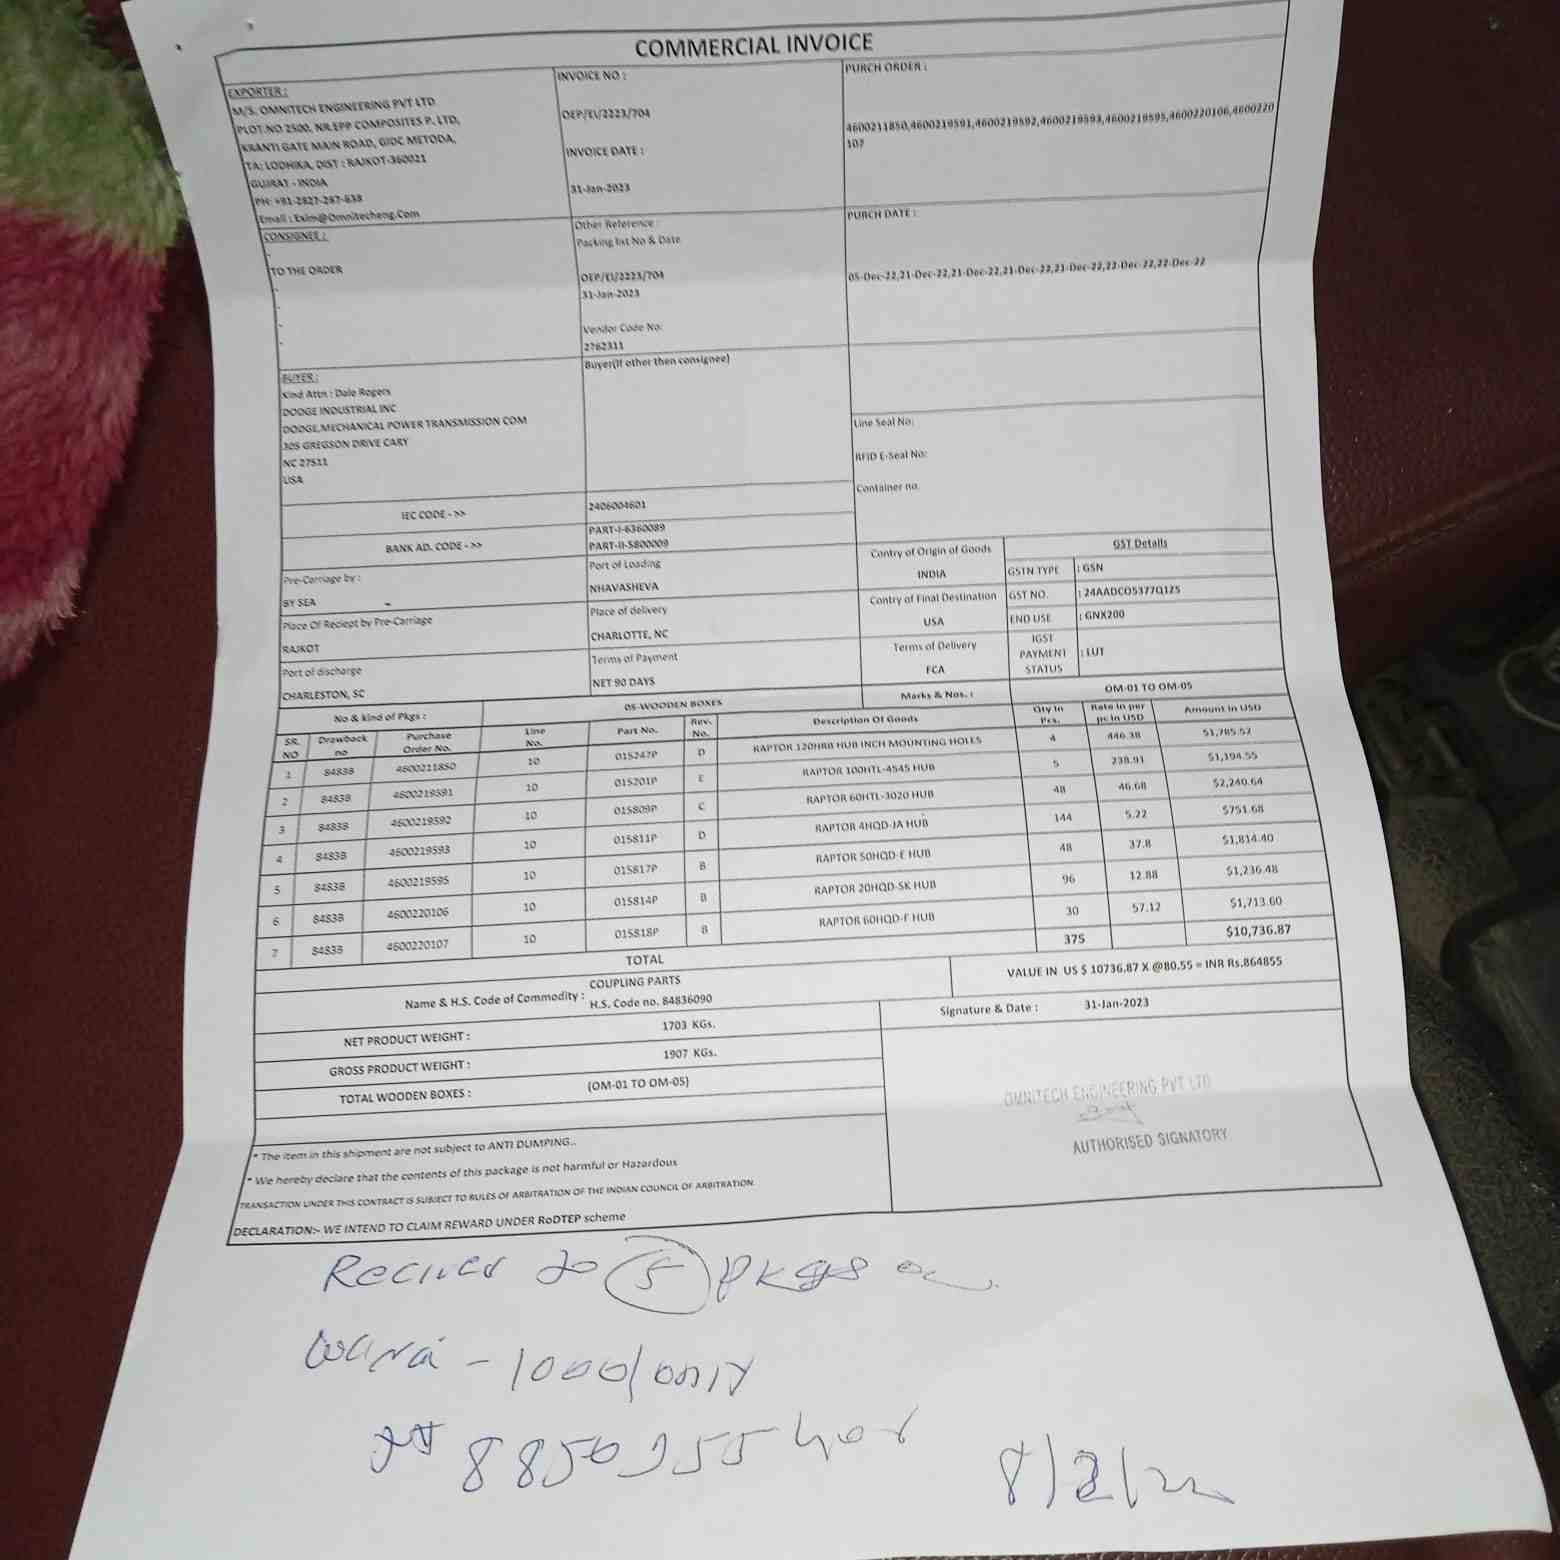 COMMERCIAL INVOICE
EXPORTER :
M/S. OMNITECH ENGINEERING PVT LTD
PLOT NO 2500, NR.EPP COMPOSITES P. LTD,
KRANTI GATE MAIN ROAD, GIDC METODA,
TA: LODHIKA, DIST : RAJKOT-360021
GUJRAT - INDIA
PH: +91-2827-287-638
Email : Exim@Omnitecheng.Com
INVOICE NO :
OEP/EI/2223/704
INVOICE DATE :
31-Jan-2023
PURCH ORDER :
4600211850,4600219591,4600219592,4600219593,4600219595,4600220106,4600220
107
CONSIGNEE :
TO THE ORDER
Other Reference :
Packing list No & Date
OEP/EI/2223/704
31-Jan-2023
Vendor Code No:
2762311
PURCH DATE :
05-Dec-22,21-Dec-22,21-Dec-22,21-Dec-22,21-Dec-22,22-Dec-22,22-Dec-22
BUYER :
Kind Attn : Dale Rogers
DODGE INDUSTRIAL INC
DODGE,MECHANICAL POWER TRANSMISSION COM
305 GREGSON DRIVE CARY
NC 27511
USA
Buyer(If other then consignee)
Line Seal No:
RFID E-Seal No:
Container no.
IEC CODE - >> 2406004601
BANK AD. CODE - >> PART-I-6360089
PART-II-5800009
Pre-Carriage by :
BY SEA
Port of Loading
NHAVASHEVA
Contry of Origin of Goods
INDIA
GST Details
GSTN TYPE : GSN
GST NO. : 24AADCO5377Q1Z5
END USE : GNX200
IGST PAYMENT STATUS : LUT
Place Of Reciept by Pre-Carriage
RAJKOT
Place of delivery
CHARLOTTE, NC
Contry of Final Destination
USA
Port of discharge
CHARLESTON, SC
Terms of Payment
NET 90 DAYS
Terms of Delivery
FCA
No & kind of Pkgs : 05-WOODEN BOXES Marks & Nos. : OM-01 TO OM-05
SR. NO Drawback no Purchase Order No. Line No. Part No. Rev. No. Description Of Goods Qty In Pcs. Rate In per pc in USD Amount in USD
1 8483B 4600211850 10 015247P D RAPTOR 120HRB HUB INCH MOUNTING HOLES 4 446.38 $1,785.52
2 8483B 4600219591 10 015201P E RAPTOR 100HTL-4545 HUB 5 238.91 $1,194.55
3 8483B 4600219592 10 015809P C RAPTOR 60HTL-3020 HUB 48 46.68 $2,240.64
4 8483B 4600219593 10 015811P D RAPTOR 4HQD-JA HUB 144 5.22 $751.68
5 8483B 4600219595 10 015817P B RAPTOR 50HQD-E HUB 48 37.8 $1,814.40
6 8483B 4600220106 10 015814P B RAPTOR 20HQD-SK HUB 96 12.88 $1,236.48
7 8483B 4600220107 10 015818P B RAPTOR 60HQD-F HUB 30 57.12 $1,713.60
TOTAL 375 $10,736.87
Name & H.S. Code of Commodity : COUPLING PARTS
H.S. Code no. 84836090
VALUE IN US $ 10736.87 X @80.55 = INR Rs.864855
NET PRODUCT WEIGHT : 1703 KGs.
GROSS PRODUCT WEIGHT : 1907 KGs.
TOTAL WOODEN BOXES : (OM-01 TO OM-05)
Signature & Date : 31-Jan-2023
OMNITECH ENGINEERING PVT LTD
AUTHORISED SIGNATORY
* The item in this shipment are not subject to ANTI DUMPING..
* We hereby declare that the contents of this package is not harmful or Hazardous
TRANSACTION UNDER THIS CONTRACT IS SUBJECT TO RULES OF ARBITRATION OF THE INDIAN COUNCIL OF ARBITRATION.
DECLARATION:- WE INTEND TO CLAIM REWARD UNDER RoDTEP scheme
5 pkgs
- 1000/only